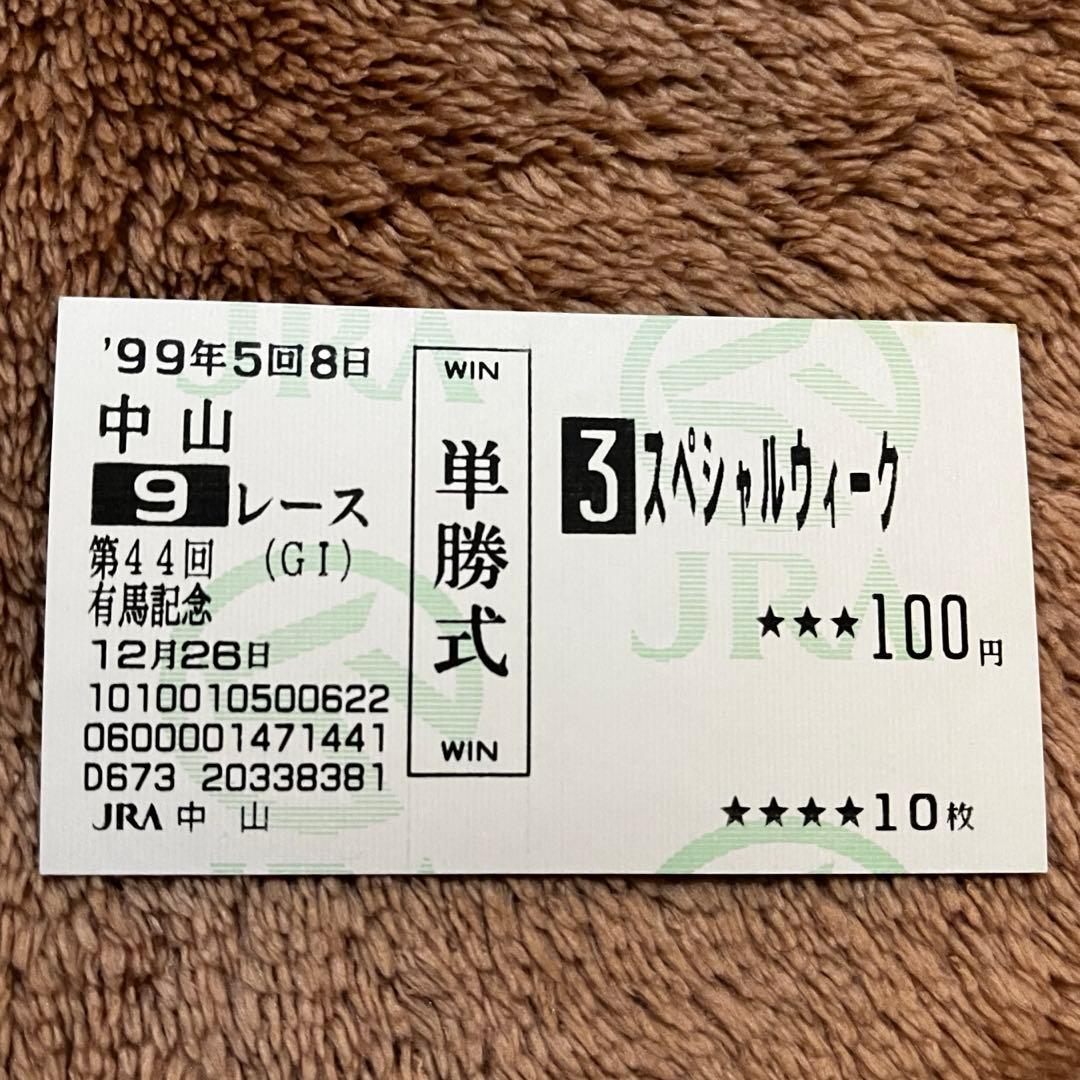 '99年5回8日
中山
9レース
第44回 (GI)
有馬記念
12月26日
1010010500622
0600001471441
D673 20338381
JRA 中 山
WIN
単勝式
WIN
3スペシャルウィーク
★★★100円
★★★★10枚
JRA
JRA